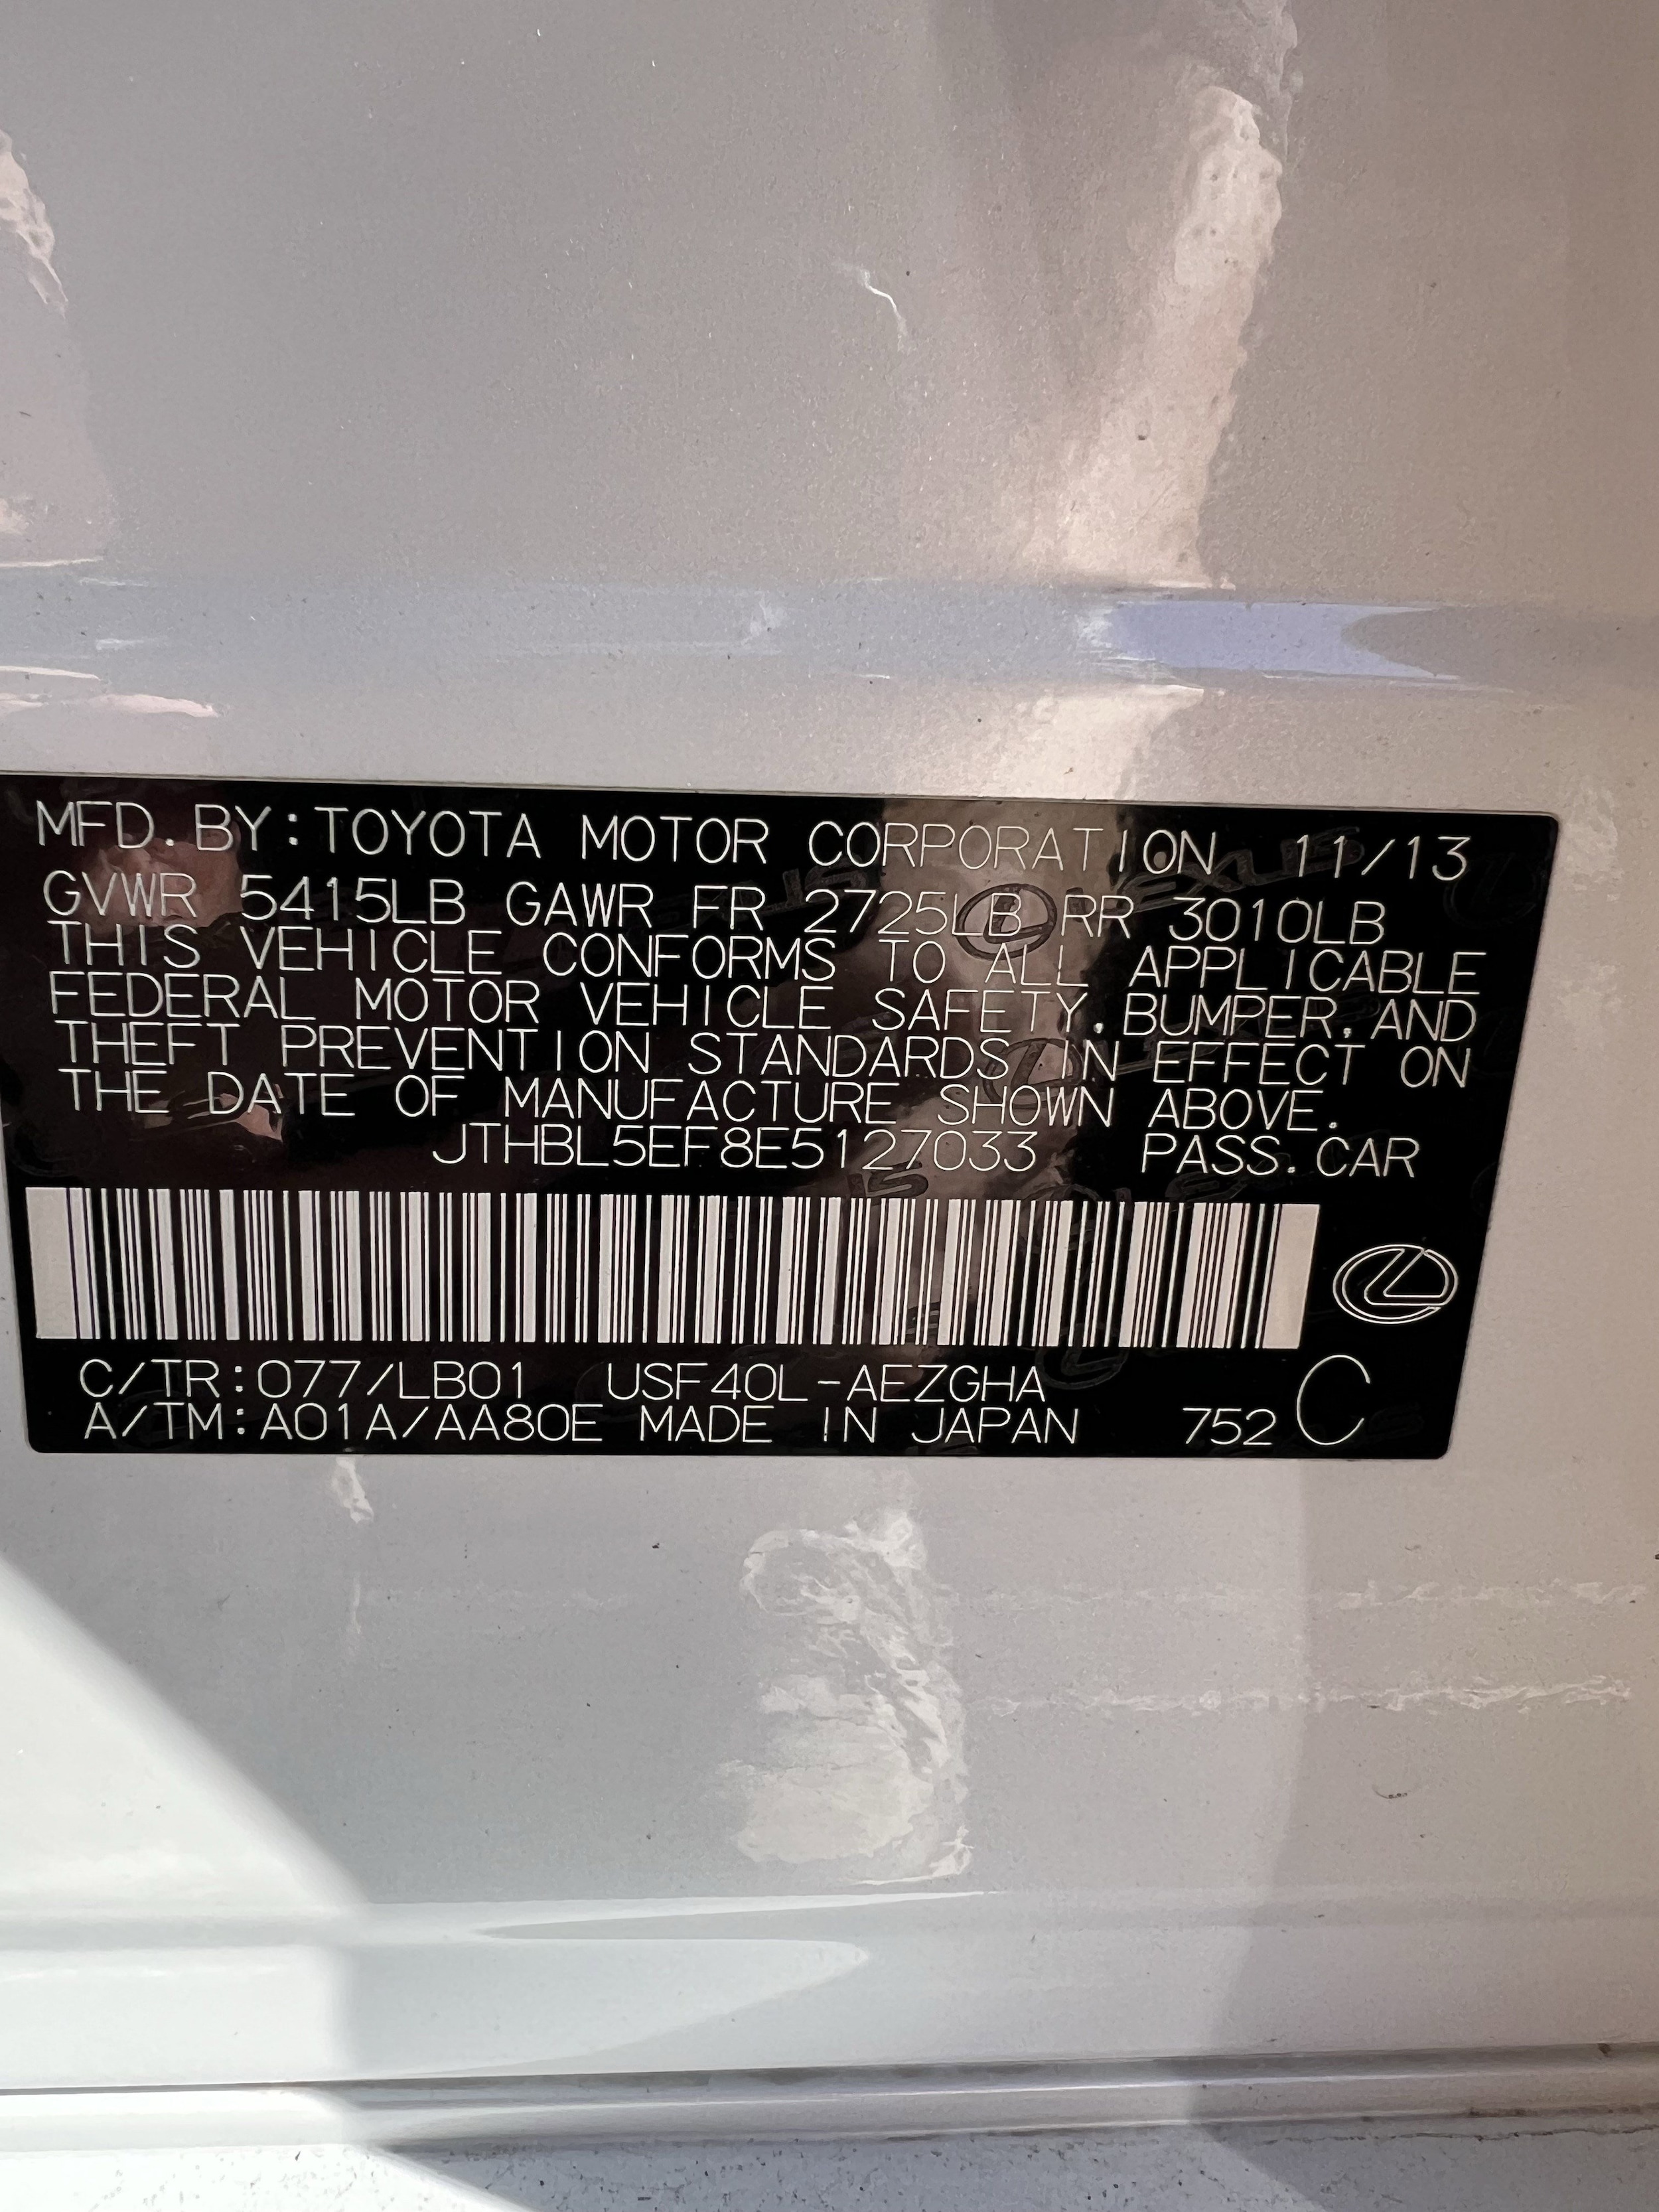 MFD. BY: TOYOTA MOTOR CORPORATION 11/13
GVWR 5415LB GAWR FR 2725LB RR 3010LB
THIS VEHICLE CONFORMS TO ALL APPLICABLE
FEDERAL MOTOR VEHICLE SAFETY, BUMPER, AND
THEFT PREVENTION STANDARDS IN EFFECT ON
THE DATE OF MANUFACTURE SHOWN ABOVE.
JTHBL5EF8E5127033 PASS. CAR
C/TR: 077/LB01 USF40L-AEZGHA
A/TM: A01A/AA80E MADE IN JAPAN 752 C